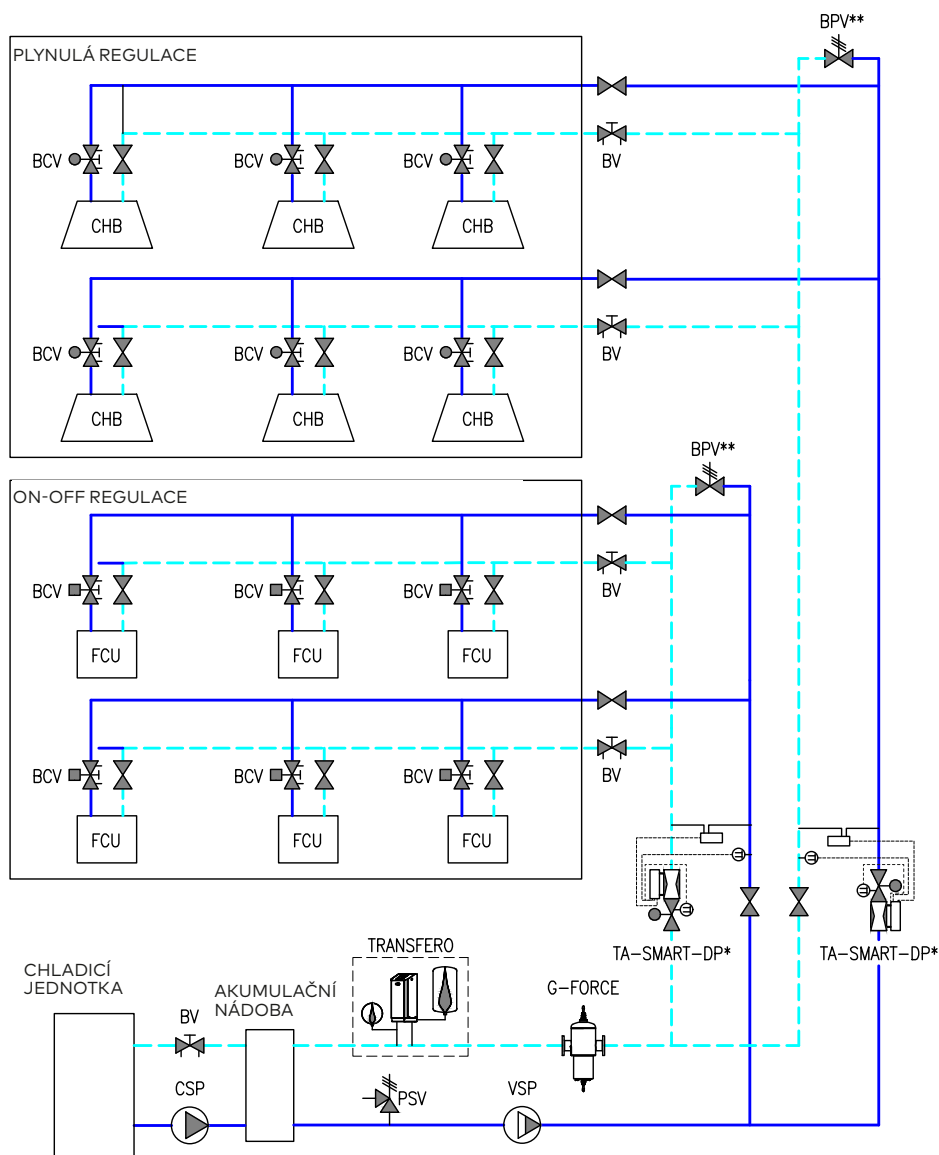 BPV**
PLYNULÁ REGULACE
BCV
BCV
BCV
BV
CHB
CHB
CHB
BV
BCV
BCV
BCV
CHB
CHB
CHB
BPV**
ON-OFF REGULACE
BCV
BCV
BCV
BV
FCU
FCU
FCU
BV
BCV
BCV
BCV
FCU
FCU
FCU
TA-SMART-DP*
TA-SMART-DP*
TRANSFERO
CHLADICÍ
JEDNOTKA
AKUMULAČNÍ
NÁDOBA
G-FORCE
BV
CSP
PSV
VSP